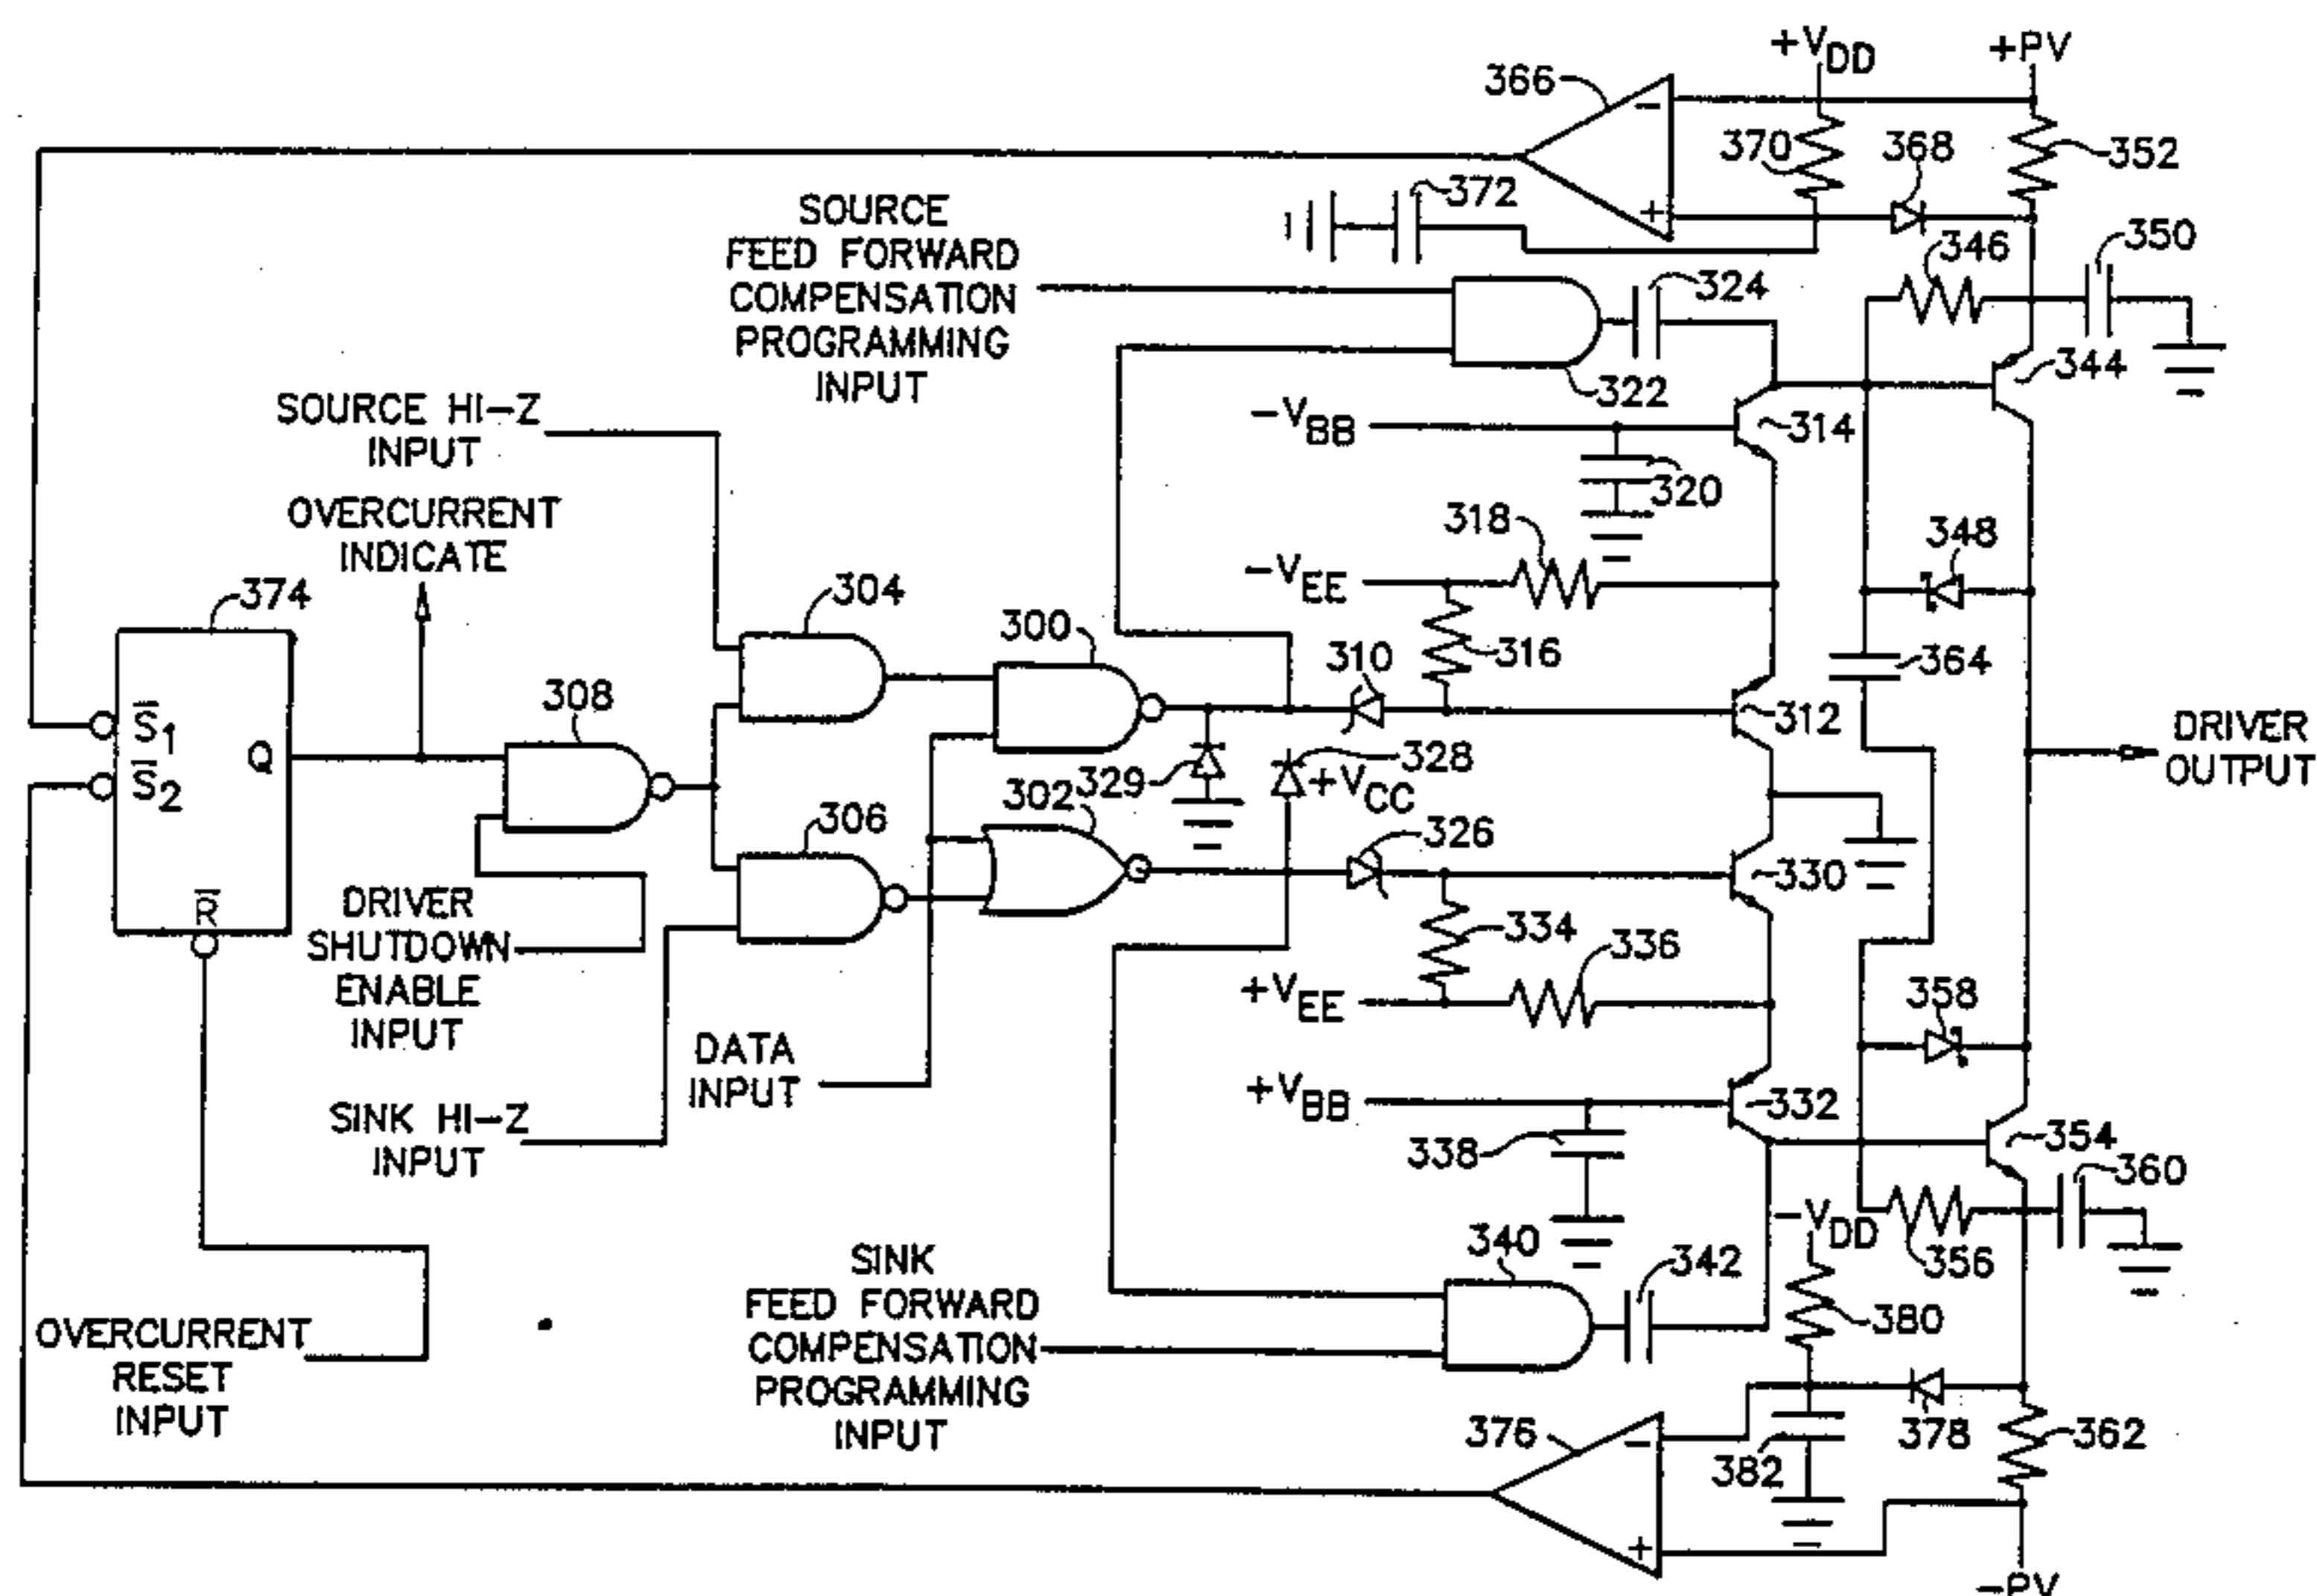 +VDD
+PV
366
-
370
368
352
+
372
SOURCE
FEED FORWARD
COMPENSATION
PROGRAMMING
INPUT
324
346
350
322
344
SOURCE HI-Z
INPUT
-VBB
314
320
OVERCURRENT
INDICATE
318
-VEE
348
374
304
300
310
316
364
S1
308
312
Q
S2
329
328
+VCC
302
DRIVER
OUTPUT
306
326
330
R
DRIVER
SHUTDOWN
ENABLE
INPUT
334
336
+VEE
358
DATA
INPUT
+VBB
332
SINK HI-Z
INPUT
338
354
360
-VDD
340
342
356
SINK
FEED FORWARD
COMPENSATION
PROGRAMMING
INPUT
380
OVERCURRENT
RESET
INPUT
376
-
382
378
362
+
-PV